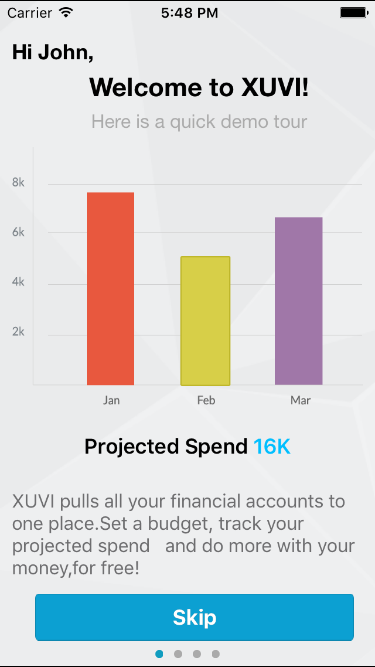 Carrier 5:48 PM
Hi John,
Welcome to XUVI!
Here is a quick demo tour
8k
6k
4k
2k
Jan Feb Mar
Projected Spend 16K
XUVI pulls all your financial accounts to
one place.Set a budget, track your
projected spend   and do more with your
money,for free!
Skip